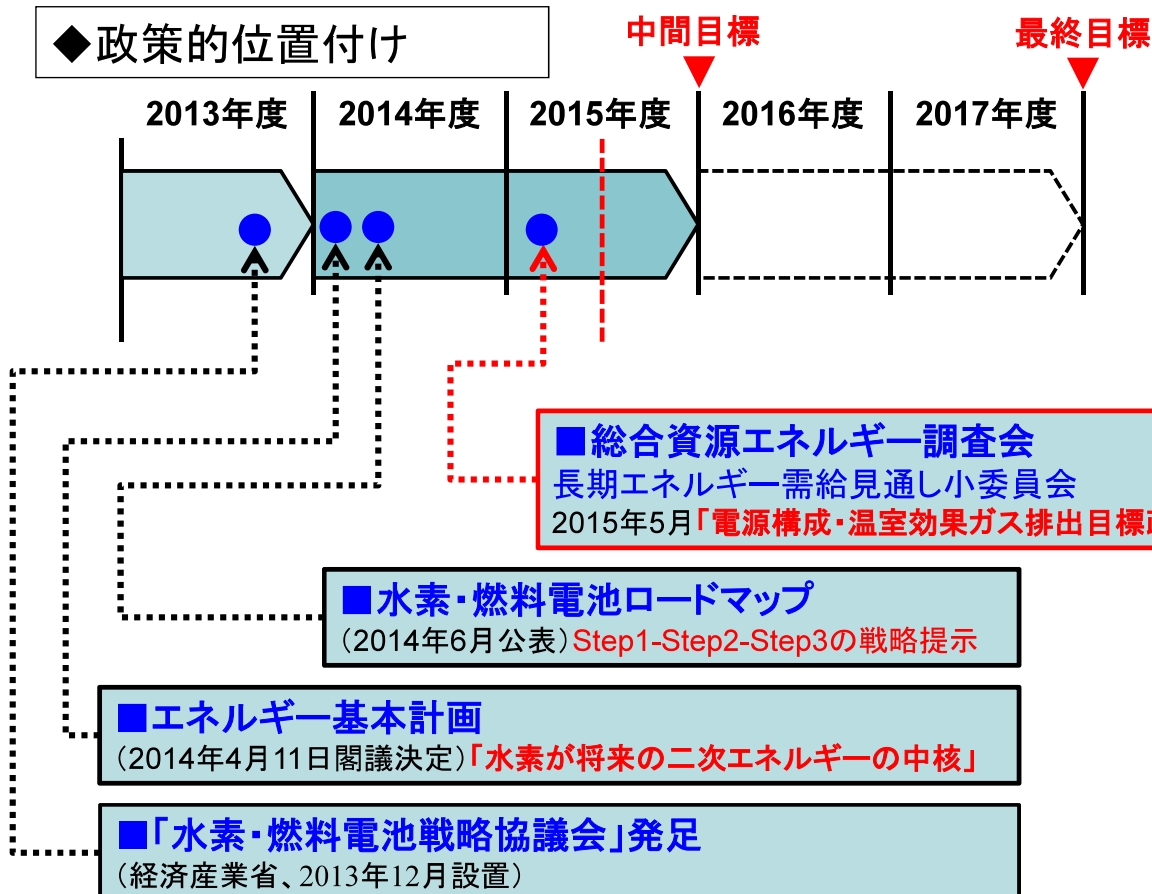 ◆政策的位置付け
中間目標
最終目標
2013年度
2014年度
2015年度
2016年度
2017年度
■総合資源エネルギー調査会
長期エネルギー需給見通し小委員会
2015年5月「電源構成・温室効果ガス排出目標
■水素・燃料電池ロードマップ
(2014年6月公表)Step1-Step2-Step3の戦略提示
■エネルギー基本計画
(2014年4月11日閣議決定)「水素が将来の二次エネルギーの中核」
■「水素・燃料電池戦略協議会」発足
(経済産業省、2013年12月設置)